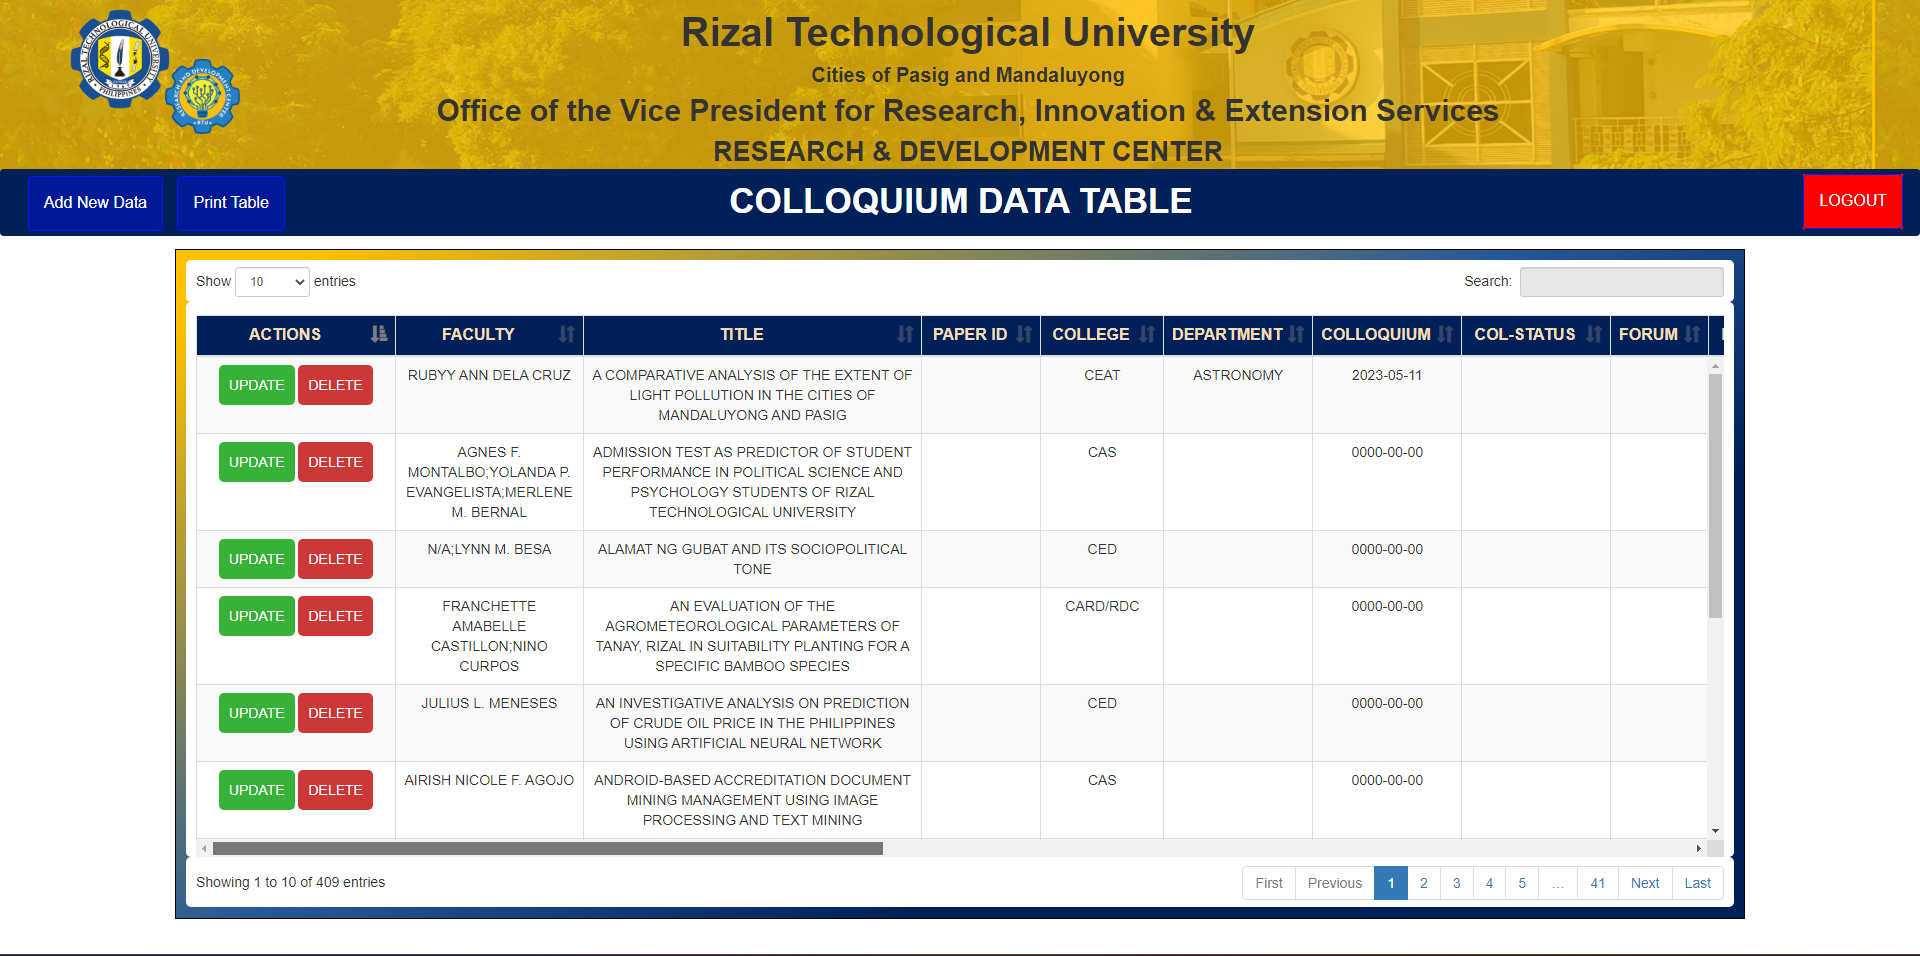 Rizal Technological University
Cities of Pasig and Mandaluyong
Office of the Vice President for Research, Innovation & Extension Services
RESEARCH & DEVELOPMENT CENTER
RIZAL TECHNOLOGICAL UNIVERSITY
PHILIPPINES
RESEARCH AND DEVELOPMENT CENTER
RTU
Add New Data
Print Table
COLLOQUIUM DATA TABLE
LOGOUT
Show 10 entries
Search:
ACTIONS FACULTY TITLE PAPER ID COLLEGE DEPARTMENT COLLOQUIUM COL-STATUS FORUM
UPDATE DELETE RUBYY ANN DELA CRUZ A COMPARATIVE ANALYSIS OF THE EXTENT OF CEAT ASTRONOMY 2023-05-11
LIGHT POLLUTION IN THE CITIES OF
MANDALUYONG AND PASIG
UPDATE DELETE AGNES F. ADMISSION TEST AS PREDICTOR OF STUDENT CAS 0000-00-00
MONTALBO;YOLANDA P. PERFORMANCE IN POLITICAL SCIENCE AND
EVANGELISTA;MERLENE PSYCHOLOGY STUDENTS OF RIZAL
M. BERNAL TECHNOLOGICAL UNIVERSITY
UPDATE DELETE N/A;LYNN M. BESA ALAMAT NG GUBAT AND ITS SOCIOPOLITICAL CED 0000-00-00
TONE
UPDATE DELETE FRANCHETTE AN EVALUATION OF THE CARD/RDC 0000-00-00
AMABELLE AGROMETEOROLOGICAL PARAMETERS OF
CASTILLON;NINO TANAY, RIZAL IN SUITABILITY PLANTING FOR A
CURPOS SPECIFIC BAMBOO SPECIES
UPDATE DELETE JULIUS L. MENESES AN INVESTIGATIVE ANALYSIS ON PREDICTION CED 0000-00-00
OF CRUDE OIL PRICE IN THE PHILIPPINES
USING ARTIFICIAL NEURAL NETWORK
UPDATE DELETE AIRISH NICOLE F. AGOJO ANDROID-BASED ACCREDITATION DOCUMENT CAS 0000-00-00
MINING MANAGEMENT USING IMAGE
PROCESSING AND TEXT MINING
Showing 1 to 10 of 409 entries
First Previous 1 2 3 4 5 … 41 Next Last